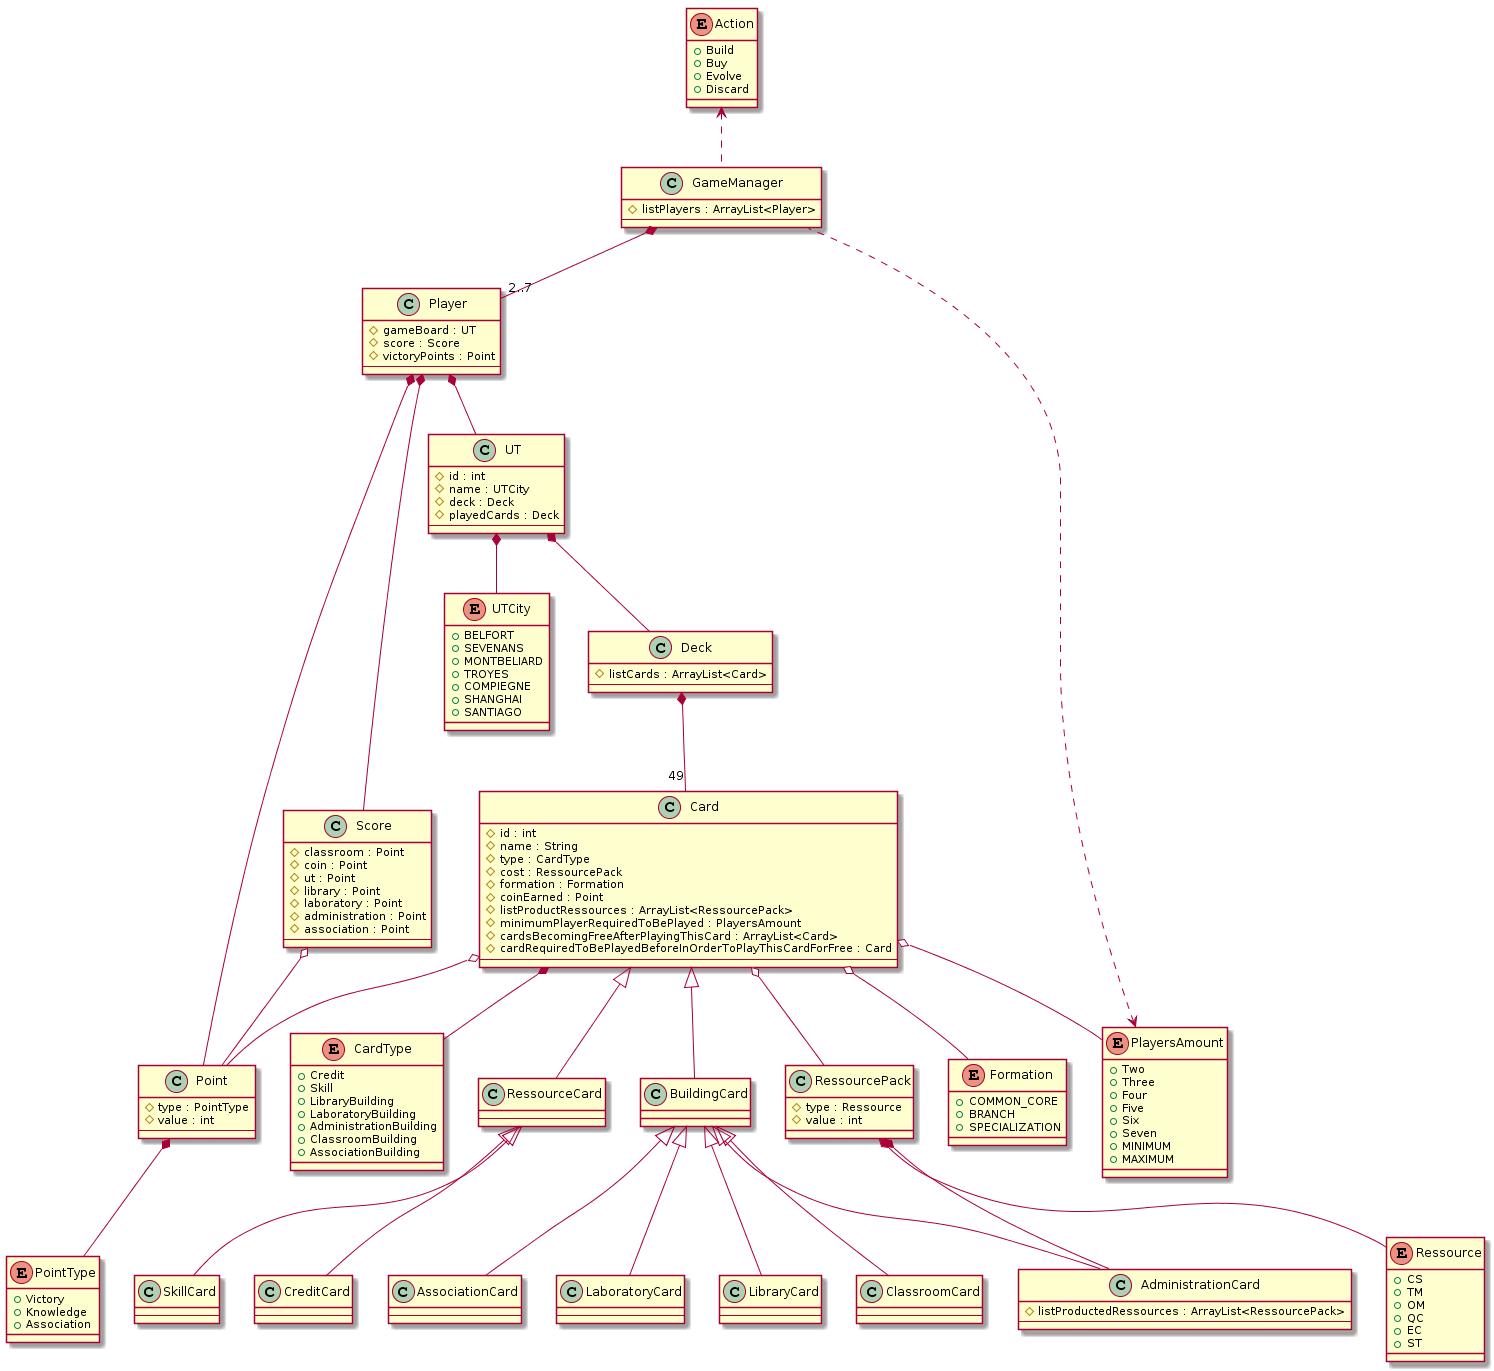 E Action
Build
Buy
Evolve
Discard
C GameManager
listPlayers : ArrayList<Player>
2..7
C Player
gameBoard : UT
score : Score
victoryPoints : Point
C UT
id : int
name : UTCity
deck : Deck
playedCards : Deck
E UTCity
BELFORT
SEVENANS
MONTBELIARD
TROYES
COMPIEGNE
SHANGHAI
SANTIAGO
C Deck
listCards : ArrayList<Card>
49
C Card
id : int
name : String
type : CardType
cost : RessourcePack
formation : Formation
coinEarned : Point
listProductRessources : ArrayList<RessourcePack>
minimumPlayerRequiredToBePlayed : PlayersAmount
cardsBecomingFreeAfterPlayingThisCard : ArrayList<Card>
cardRequiredToBePlayedBeforeInOrderToPlayThisCardForFree : Card
C Score
classroom : Point
coin : Point
ut : Point
library : Point
laboratory : Point
administration : Point
association : Point
C Point
type : PointType
value : int
E CardType
Credit
Skill
LibraryBuilding
LaboratoryBuilding
AdministrationBuilding
ClassroomBuilding
AssociationBuilding
C RessourceCard
C BuildingCard
C RessourcePack
type : Ressource
value : int
E Formation
COMMON_CORE
BRANCH
SPECIALIZATION
E PlayersAmount
Two
Three
Four
Five
Six
Seven
MINIMUM
MAXIMUM
E PointType
Victory
Knowledge
Association
C SkillCard
C CreditCard
C AssociationCard
C LaboratoryCard
C LibraryCard
C ClassroomCard
C AdministrationCard
listProductedRessources : ArrayList<RessourcePack>
E Ressource
CS
TM
OM
QC
EC
ST